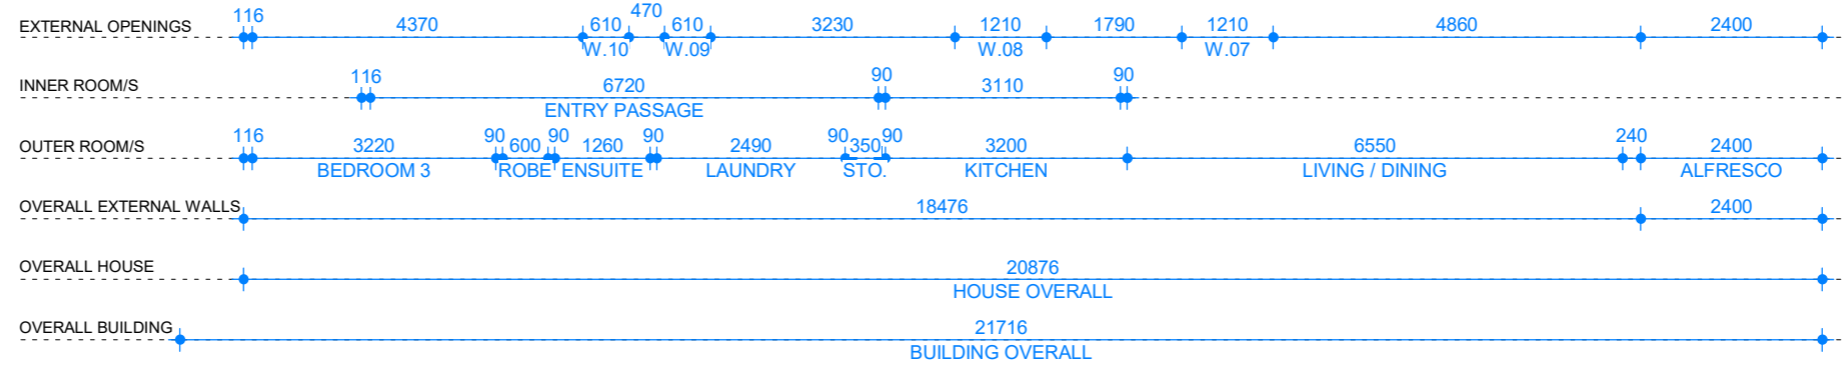 EXTERNAL OPENINGS 116 4370 610 470 610 3230 1210 1790 1210 4860 2400
W.10 W.09 W.08 W.07
INNER ROOM/S 116 6720 90 3110 90
ENTRY PASSAGE
OUTER ROOM/S 116 3220 90 600 90 1260 90 2490 90 350 90 3200 6550 240 2400
BEDROOM 3 ROBE ENSUITE LAUNDRY STO. KITCHEN LIVING / DINING ALFRESCO
OVERALL EXTERNAL WALLS 18476 2400
OVERALL HOUSE 20876
HOUSE OVERALL
OVERALL BUILDING 21716
BUILDING OVERALL